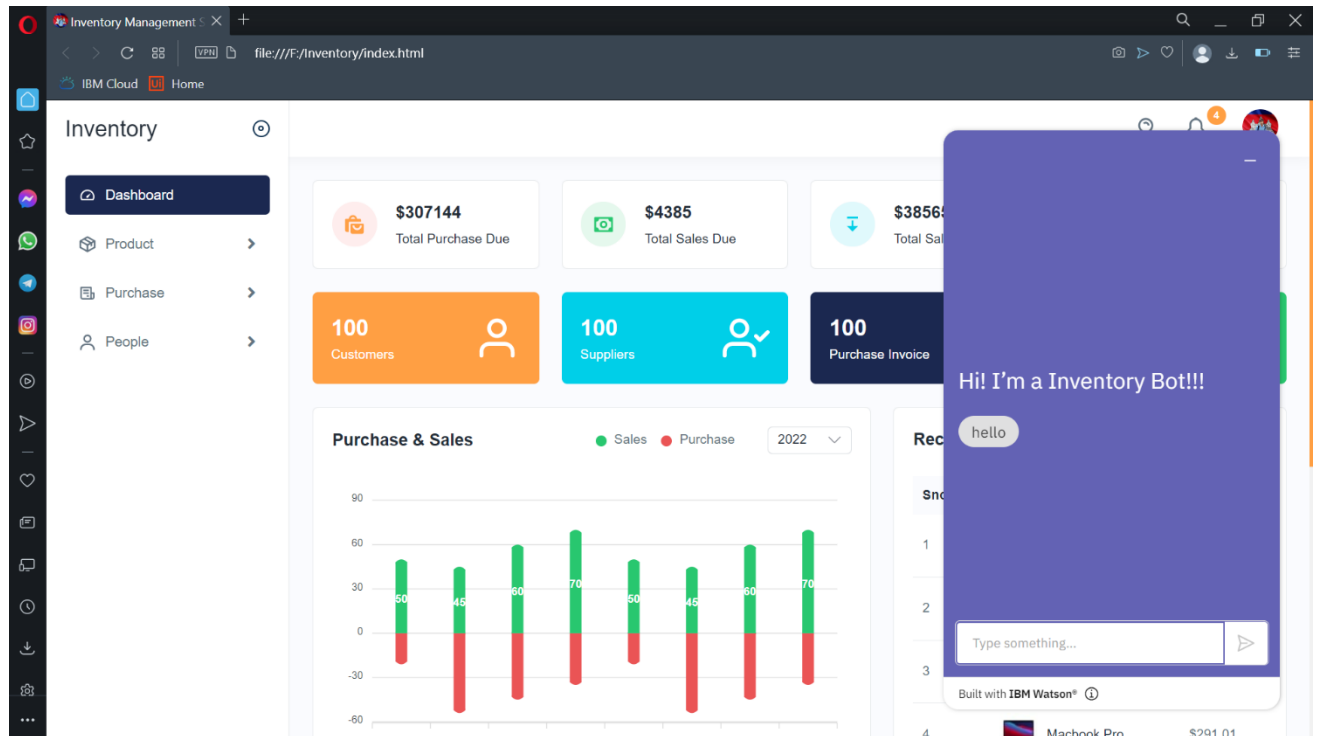 Inventory Management S
VPN
file:///F:/Inventory/index.html
IBM Cloud
Ui Home
Inventory
4
Dashboard
Product
Purchase
People
$307144
Total Purchase Due
$4385
Total Sales Due
$38565
Total Sal
100
Customers
100
Suppliers
100
Purchase Invoice
Purchase & Sales
Sales
Purchase
2022
90
60
30
0
-30
-60
50
45
60
70
50
45
60
70
Rec
Sno
1
2
3
4
Macbook Pro
$291.01
Hi! I'm a Inventory Bot!!!
hello
Type something...
Built with IBM Watson®